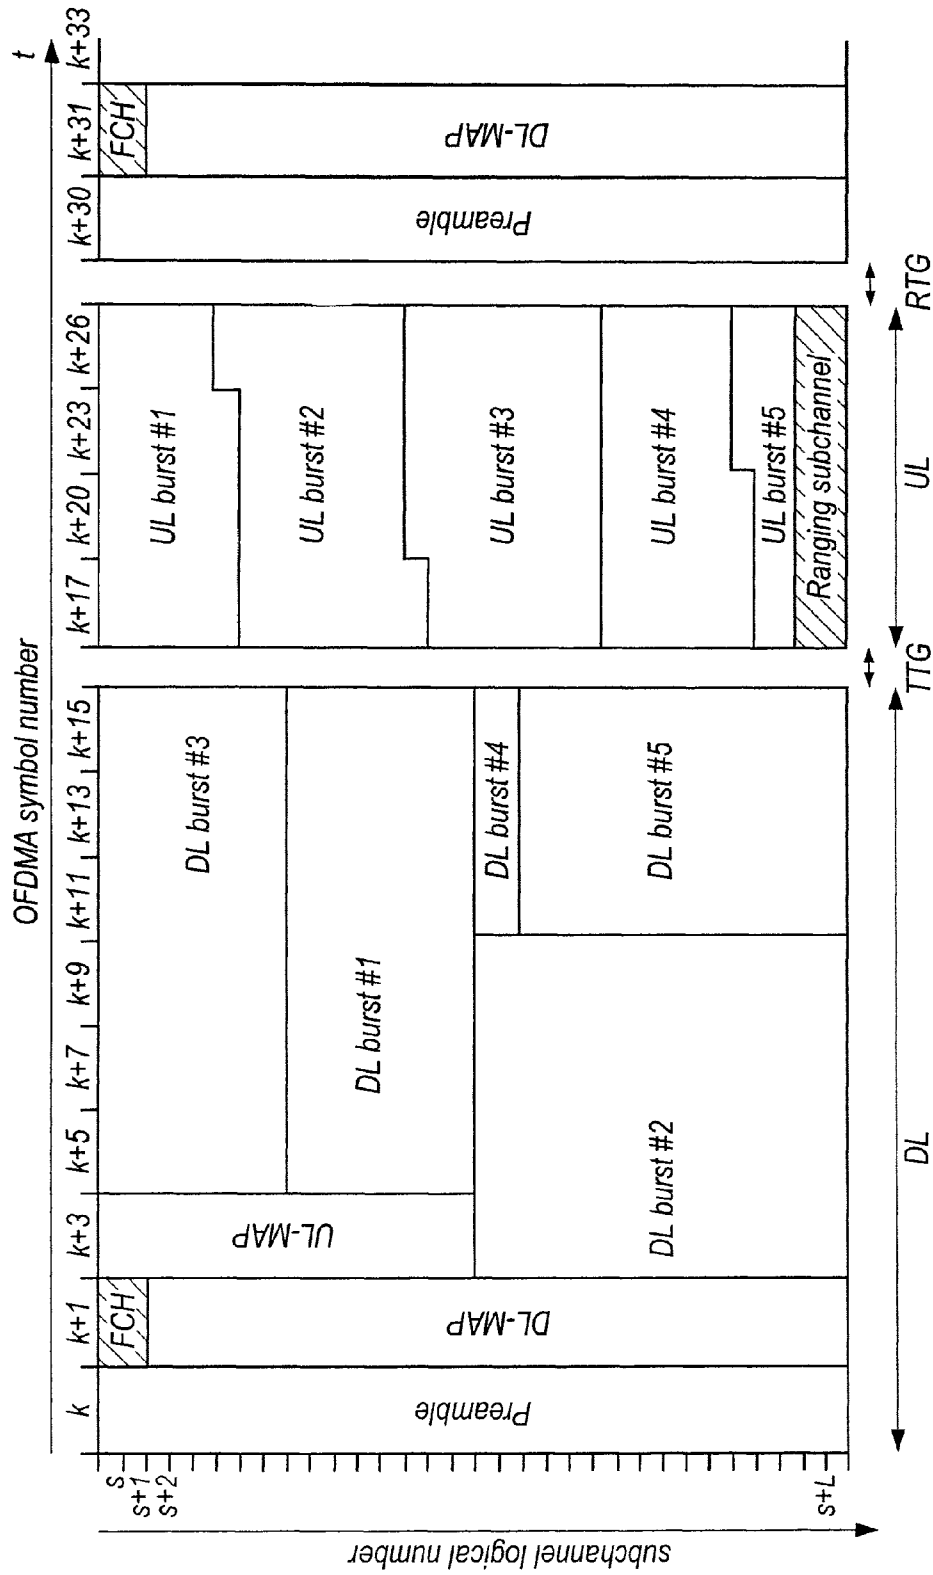 OFDMA symbol number
t
k
k+1
k+3
k+5
k+7
k+9
k+11
k+13
k+15
k+17
k+20
k+23
k+26
k+30
k+31
k+33
subchannel logical number
s
s+1
s+2
s+L
Preamble
FCH
DL-MAP
UL-MAP
DL burst #3
DL burst #1
DL burst #2
DL burst #4
DL burst #5
UL burst #1
UL burst #2
UL burst #3
UL burst #4
UL burst #5
Ranging subchannel
Preamble
FCH
DL-MAP
DL
TTG
UL
RTG